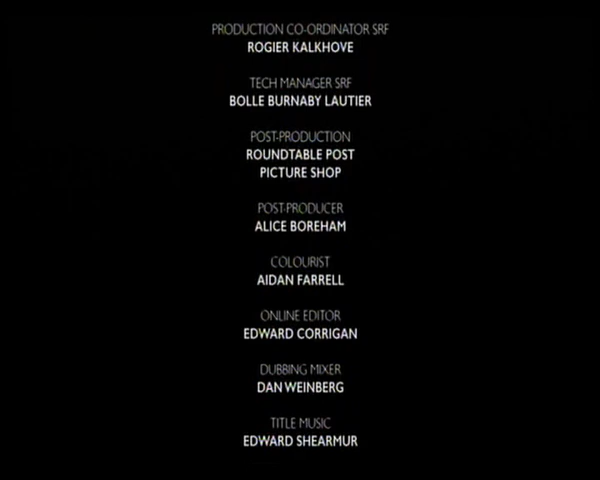 PRODUCTION CO-ORDINATOR SRF
ROGIER KALKHOVE
TECH MANAGER SRF
BOLLE BURNABY LAUTIER
POST-PRODUCTION
ROUNDTABLE POST
PICTURE SHOP
POST-PRODUCER
ALICE BOREHAM
COLOURIST
AIDAN FARRELL
ONLINE EDITOR
EDWARD CORRIGAN
DUBBING MIXER
DAN WEINBERG
TITLE MUSIC
EDWARD SHEARMUR